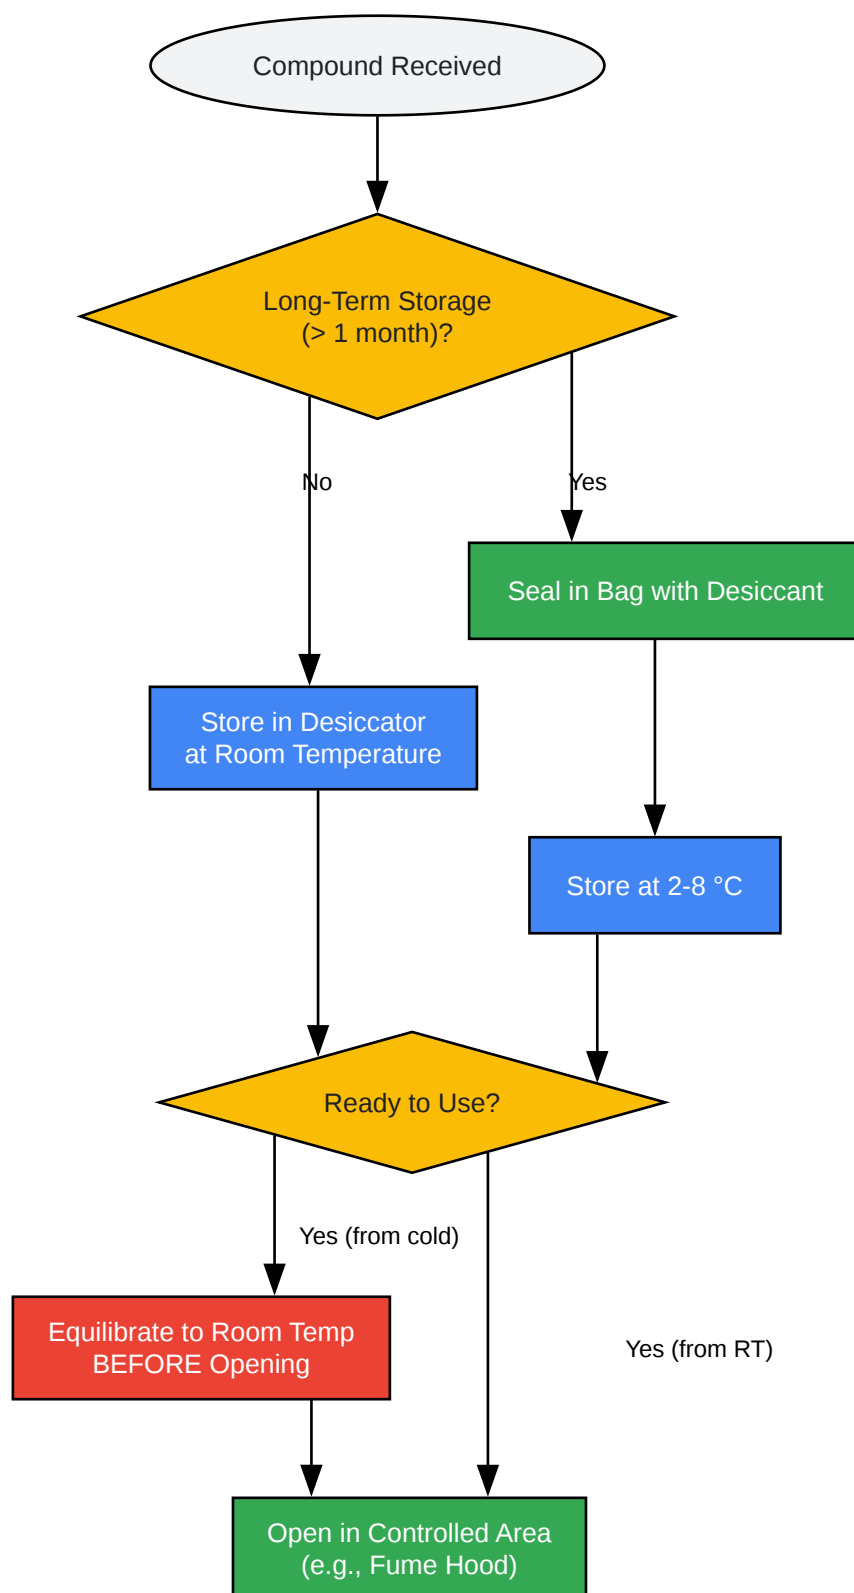 Compound Received
Long-Term Storage
(> 1 month)?
No
Yes
Seal in Bag with Desiccant
Store in Desiccator
at Room Temperature
Store at 2-8 °C
Ready to Use?
Yes (from cold)
Equilibrate to Room Temp
BEFORE Opening
Yes (from RT)
Open in Controlled Area
(e.g., Fume Hood)